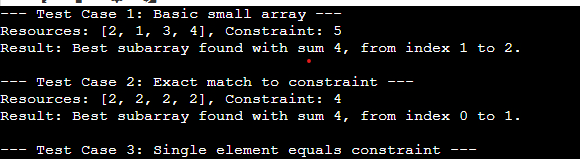 --- Test Case 1: Basic small array ---
Resources: [2, 1, 3, 4], Constraint: 5
Result: Best subarray found with sum 4, from index 1 to 2.
--- Test Case 2: Exact match to constraint ---
Resources: [2, 2, 2, 2], Constraint: 4
Result: Best subarray found with sum 4, from index 0 to 1.
--- Test Case 3: Single element equals constraint ---